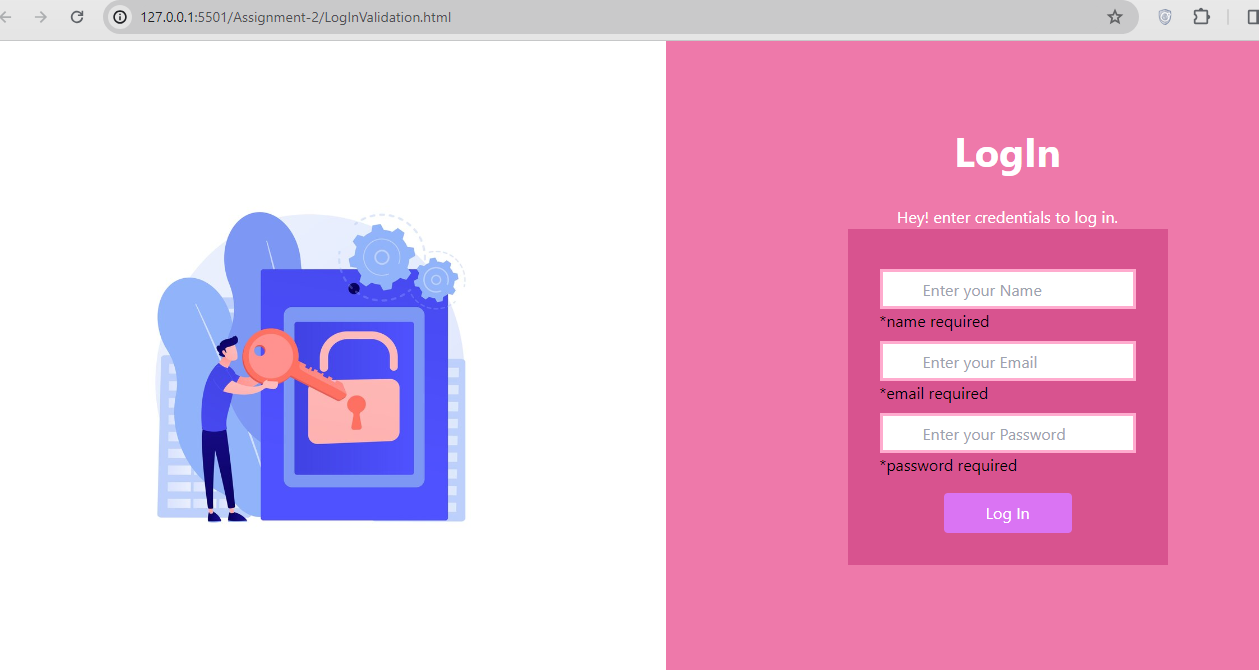 127.0.0.1:5501/Assignment-2/LogInValidation.html
LogIn
Hey! enter credentials to log in.
Enter your Name
*name required
Enter your Email
*email required
Enter your Password
*password required
Log In